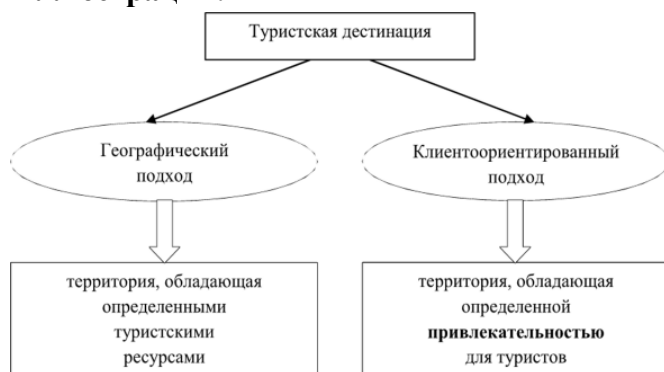 Туристская дестинация
Географический
подход
Клиентоориентированный
подход
территория, обладающая
определенными
туристскими
ресурсами
территория, обладающая
определенной
привлекательностью
для туристов